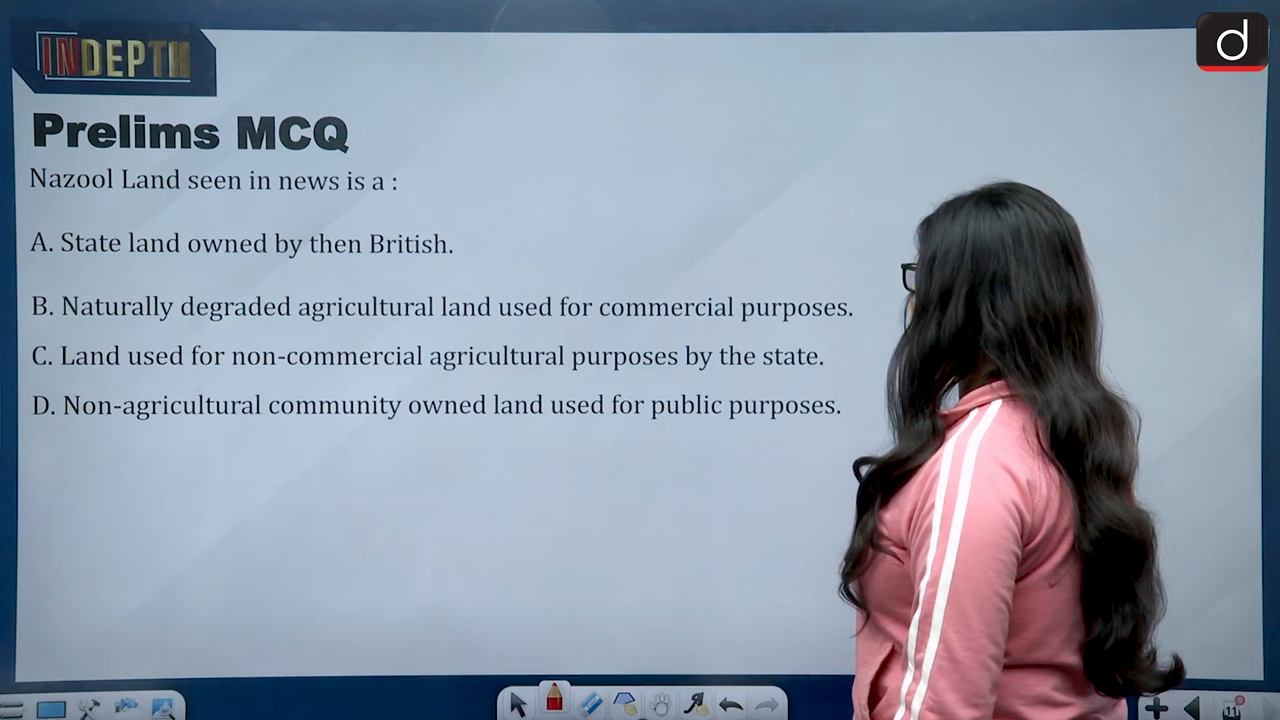 INDEPTH
d
Prelims MCQ
Nazool Land seen in news is a :
A. State land owned by then British.
B. Naturally degraded agricultural land used for commercial purposes.
C. Land used for non-commercial agricultural purposes by the state.
D. Non-agricultural community owned land used for public purposes.
11